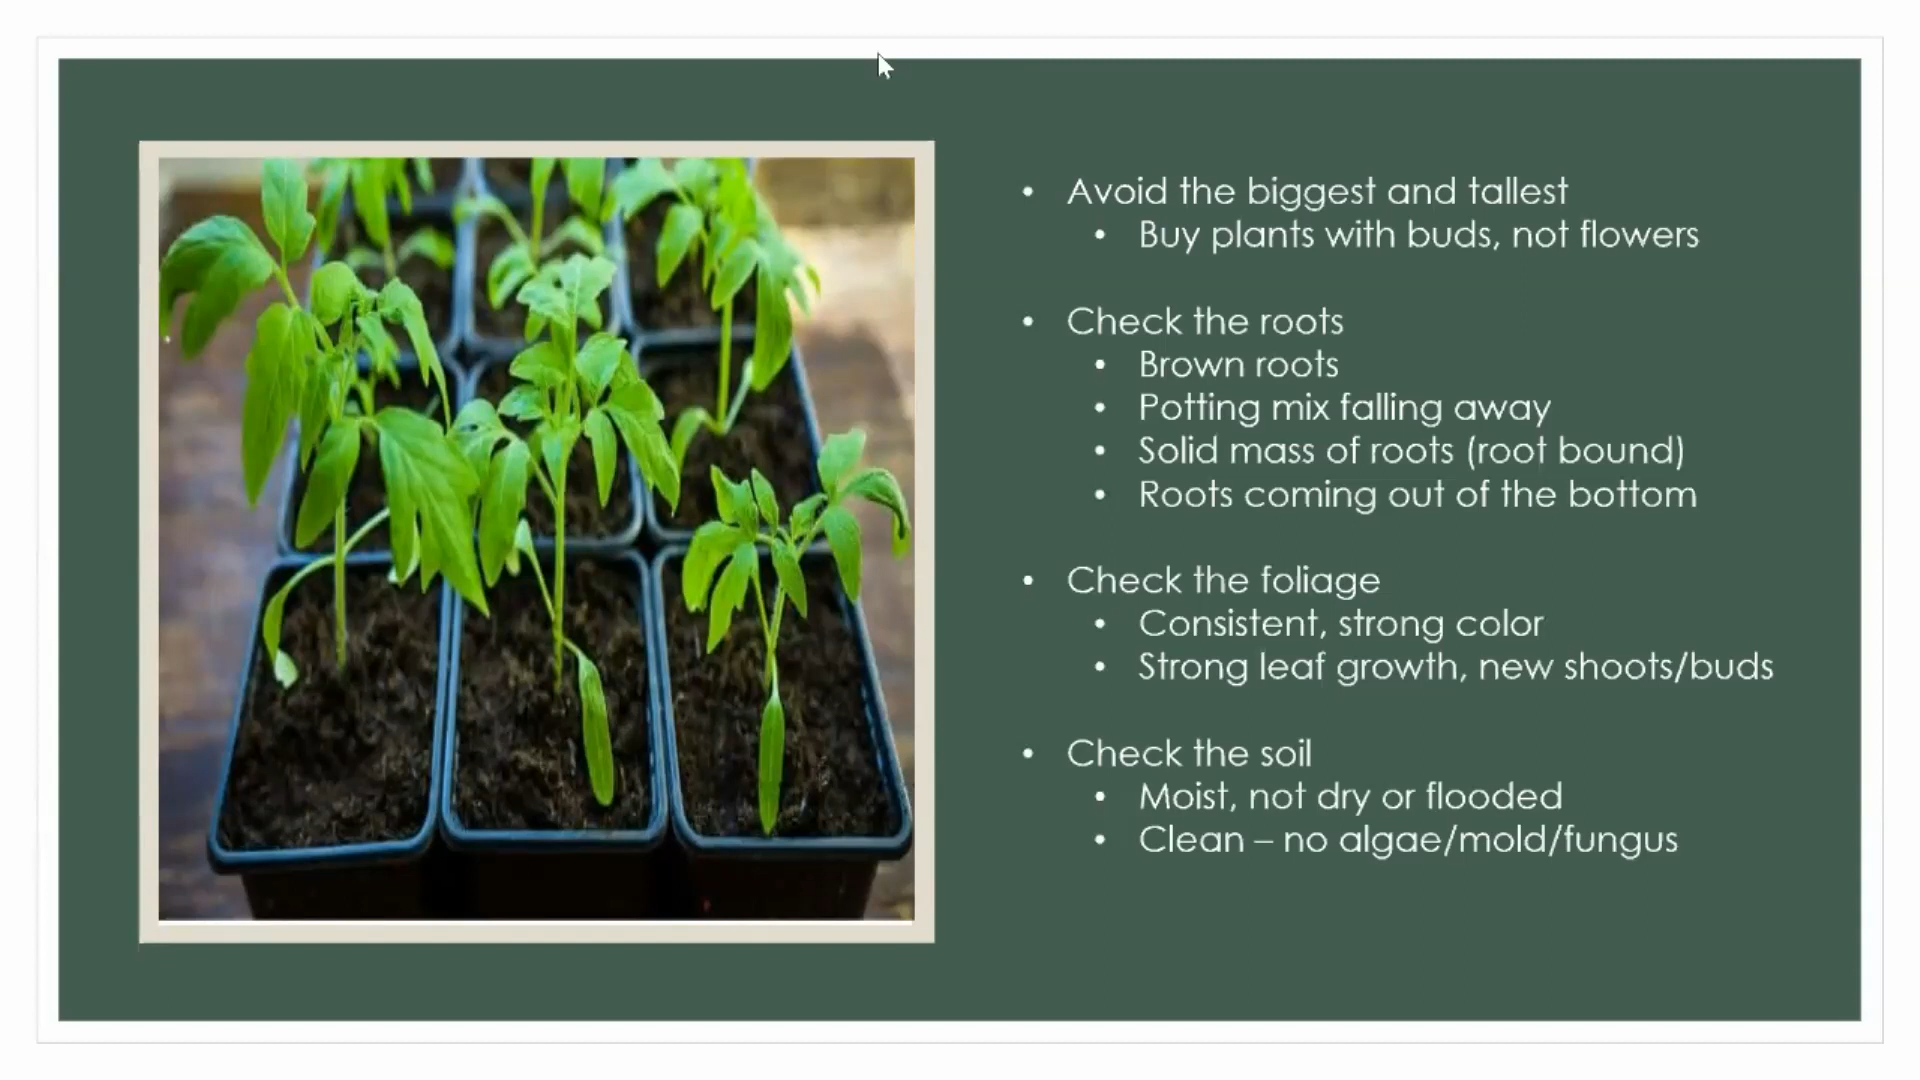 • Avoid the biggest and tallest
• Buy plants with buds, not flowers
• Check the roots
• Brown roots
• Potting mix falling away
• Solid mass of roots (root bound)
• Roots coming out of the bottom
• Check the foliage
• Consistent, strong color
• Strong leaf growth, new shoots/buds
• Check the soil
• Moist, not dry or flooded
• Clean – no algae/mold/fungus